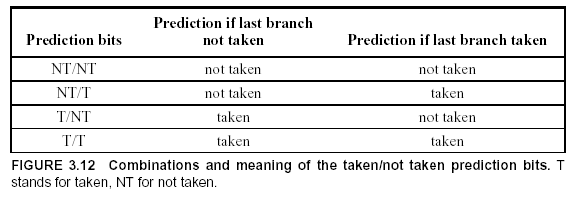 Prediction bits Prediction if last branch not taken Prediction if last branch taken
NT/NT not taken not taken
NT/T not taken taken
T/NT taken not taken
T/T taken taken
FIGURE 3.12 Combinations and meaning of the taken/not taken prediction bits. T
stands for taken, NT for not taken.